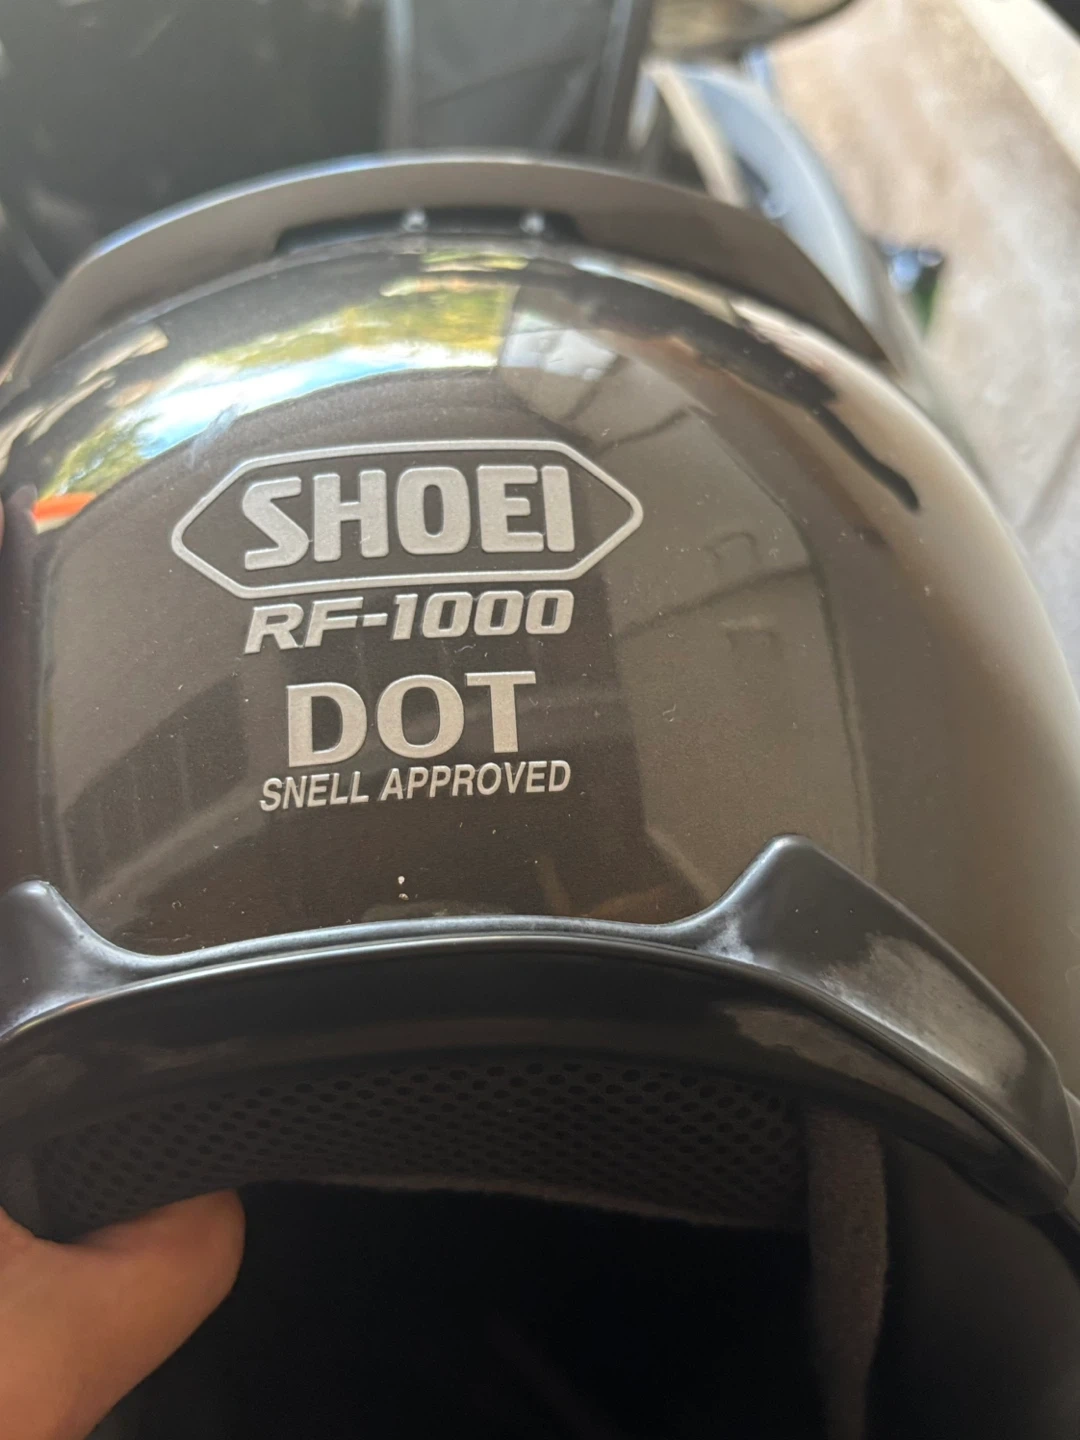 SHOEI
RF-1000
DOT
SNELL APPROVED